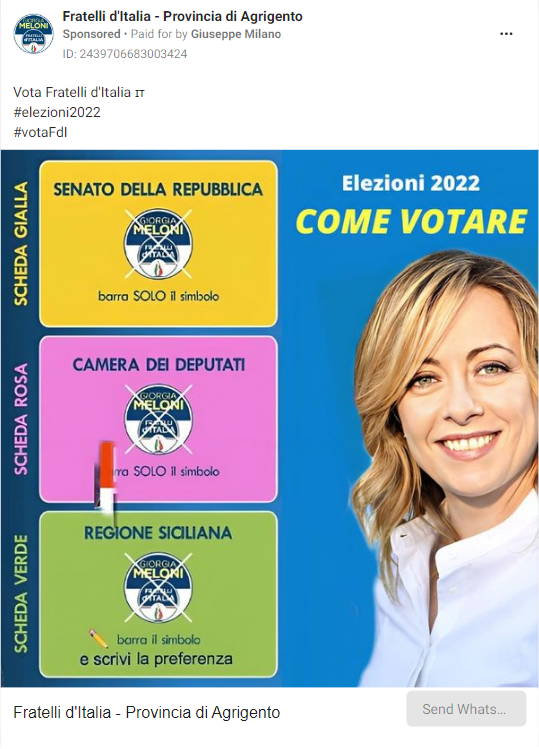 Fratelli d'Italia - Provincia di Agrigento
Sponsored • Paid for by Giuseppe Milano
ID: 2439706683003424
Vota Fratelli d'Italia ɪᴛ
#elezioni2022
#votaFdI
Elezioni 2022
COME VOTARE
SCHEDA GIALLA
SENATO DELLA REPUBBLICA
GIORGIA
MELONI
FRATELLI
d'ITALIA
barra SOLO il simbolo
SCHEDA ROSA
CAMERA DEI DEPUTATI
GIORGIA
MELONI
FRATELLI
d'ITALIA
rra SOLO il simbolo
SCHEDA VERDE
REGIONE SICILIANA
GIORGIA
MELONI
FRATELLI
d'ITALIA
barra il simbolo
e scrivi la preferenza
Fratelli d'Italia - Provincia di Agrigento
Send Whats...